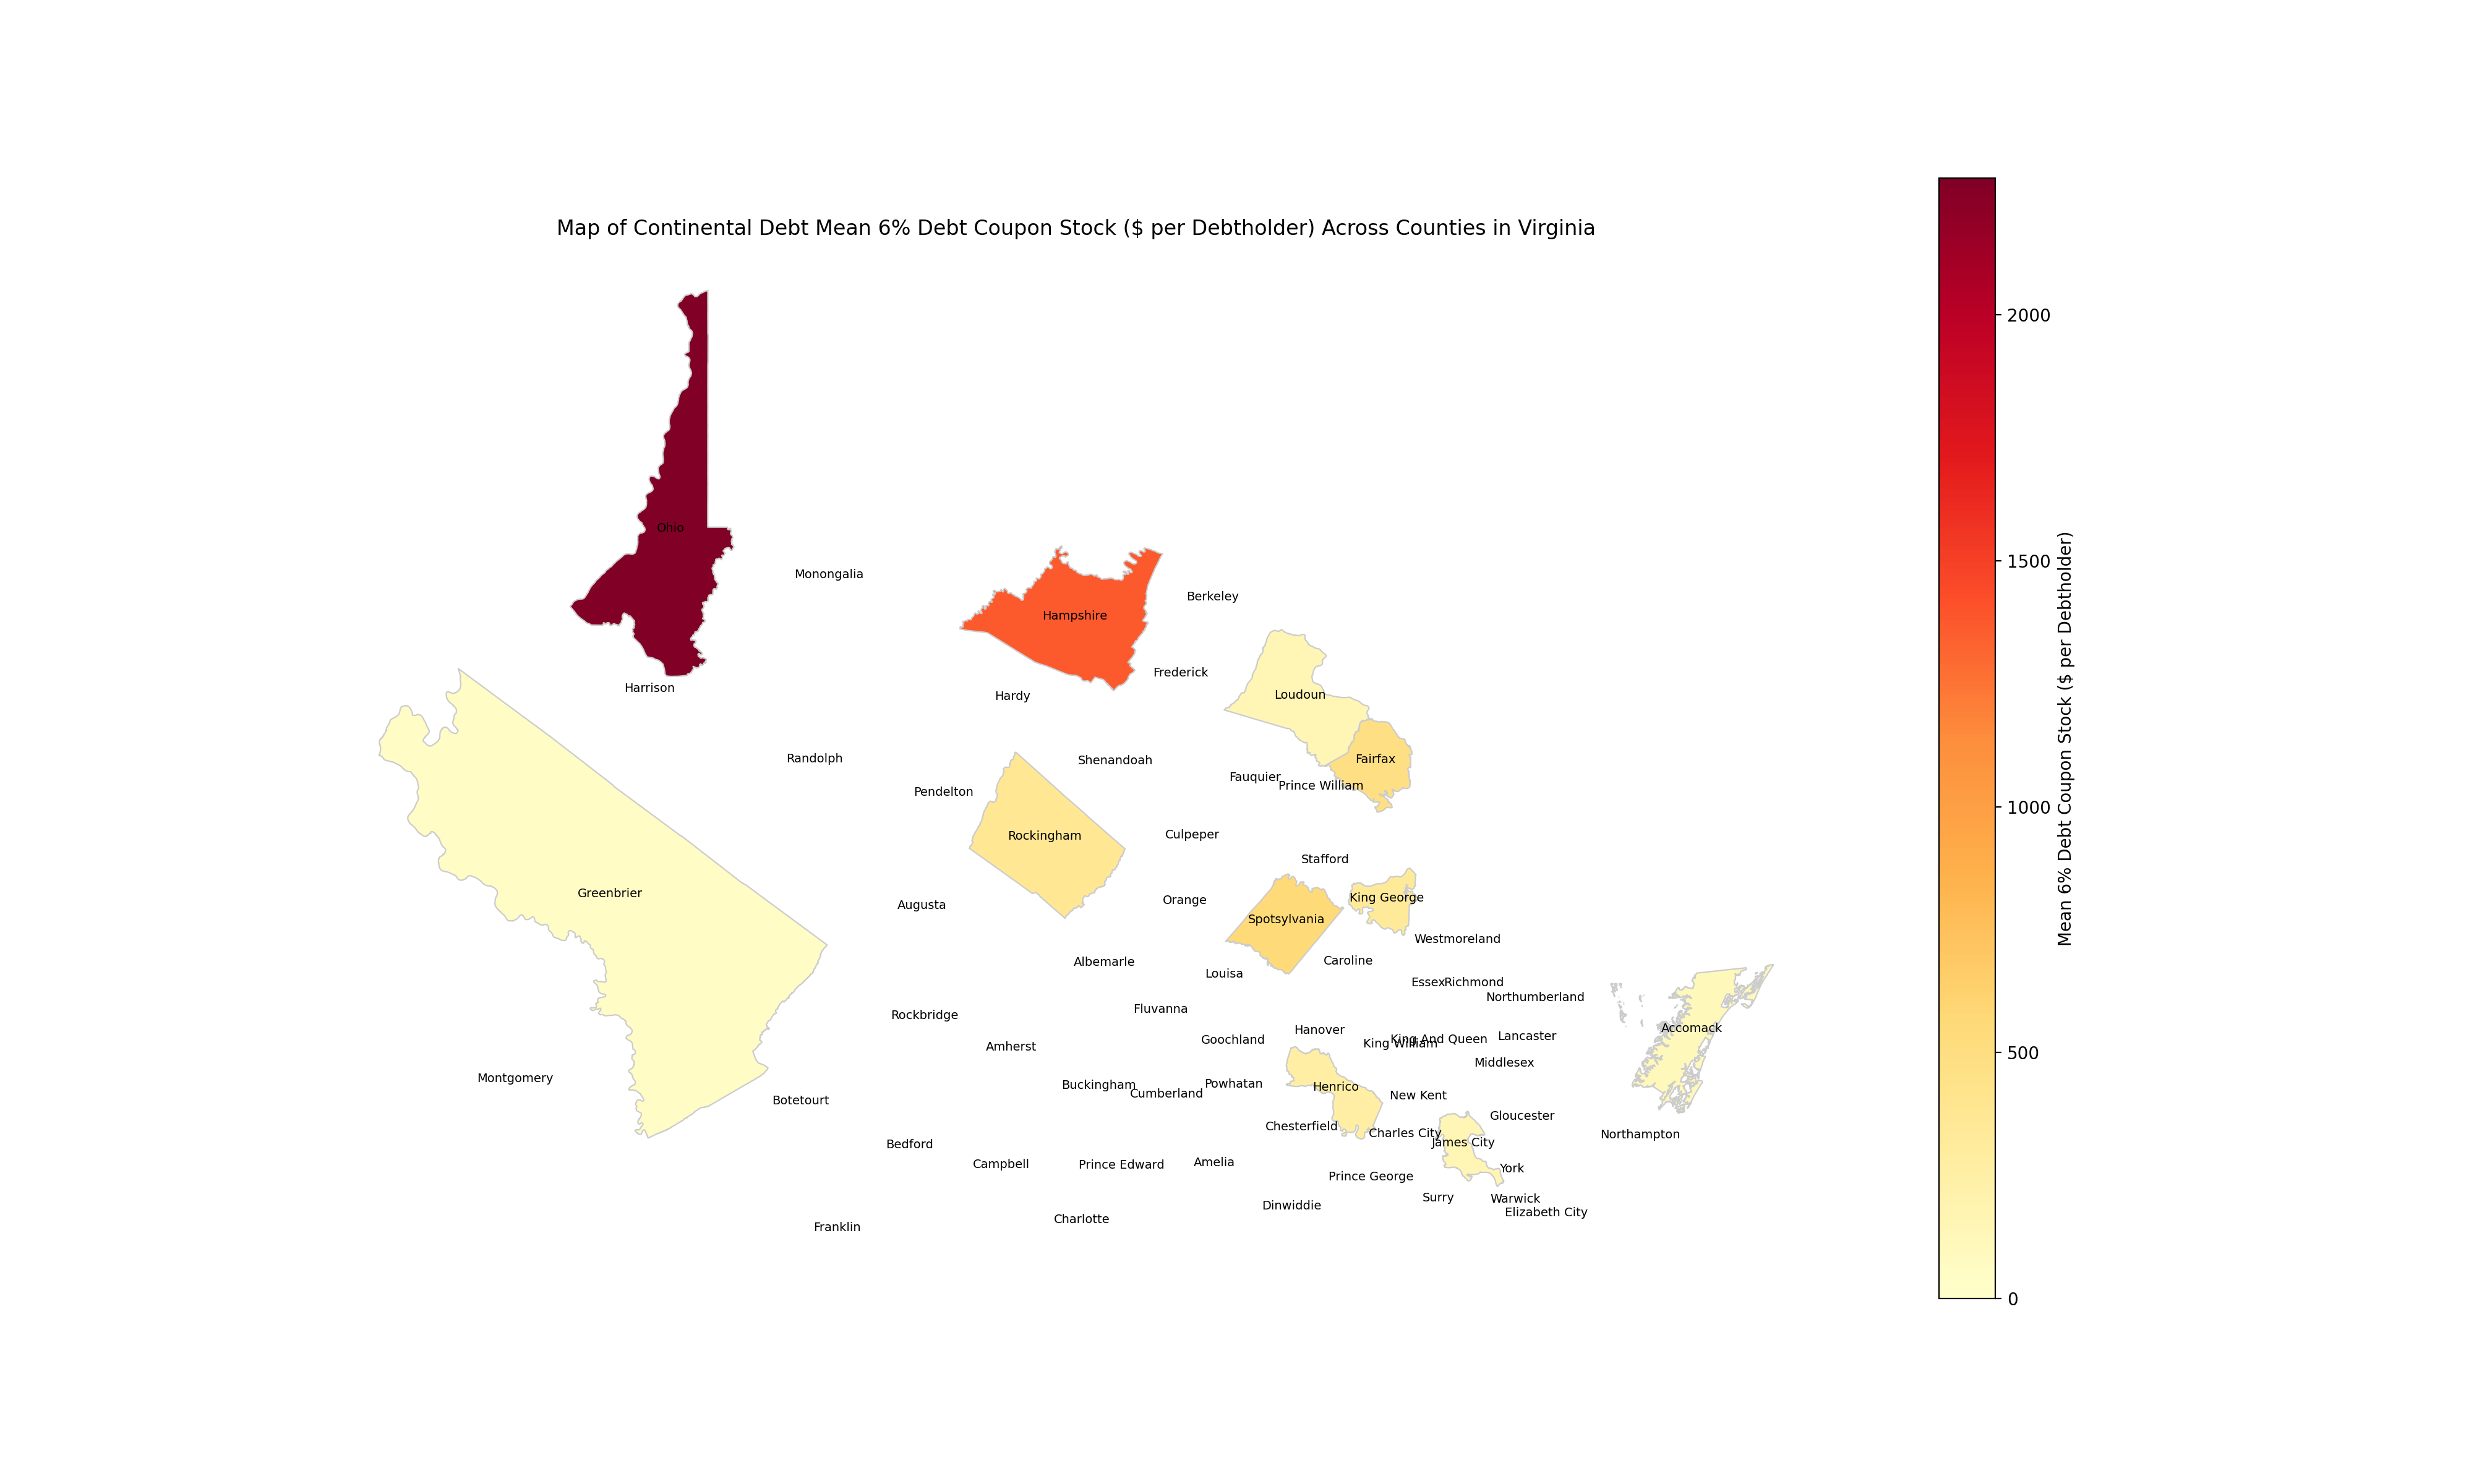 Map of Continental Debt Mean 6% Debt Coupon Stock ($ per Debtholder) Across Counties in Virginia
Ohio
Monongalia
Berkeley
Hampshire
Frederick
Harrison
Hardy
Loudoun
Randolph
Shenandoah
Fairfax
Fauquier
Prince William
Pendelton
Rockingham
Culpeper
Stafford
Greenbrier
King George
Orange
Augusta
Spotsylvania
Westmoreland
Albemarle
Caroline
Louisa
Essex
Richmond
Northumberland
Fluvanna
Rockbridge
Accomack
Hanover
Lancaster
Goochland
King And Queen
King William
Amherst
Middlesex
Montgomery
Buckingham
Powhatan
Henrico
Cumberland
New Kent
Botetourt
Gloucester
Chesterfield
Charles City
Northampton
James City
Bedford
Campbell
Prince Edward
Amelia
York
Prince George
Surry
Warwick
Dinwiddie
Elizabeth City
Charlotte
Franklin
2000
1500
1000
500
0
Mean 6% Debt Coupon Stock ($ per Debtholder)